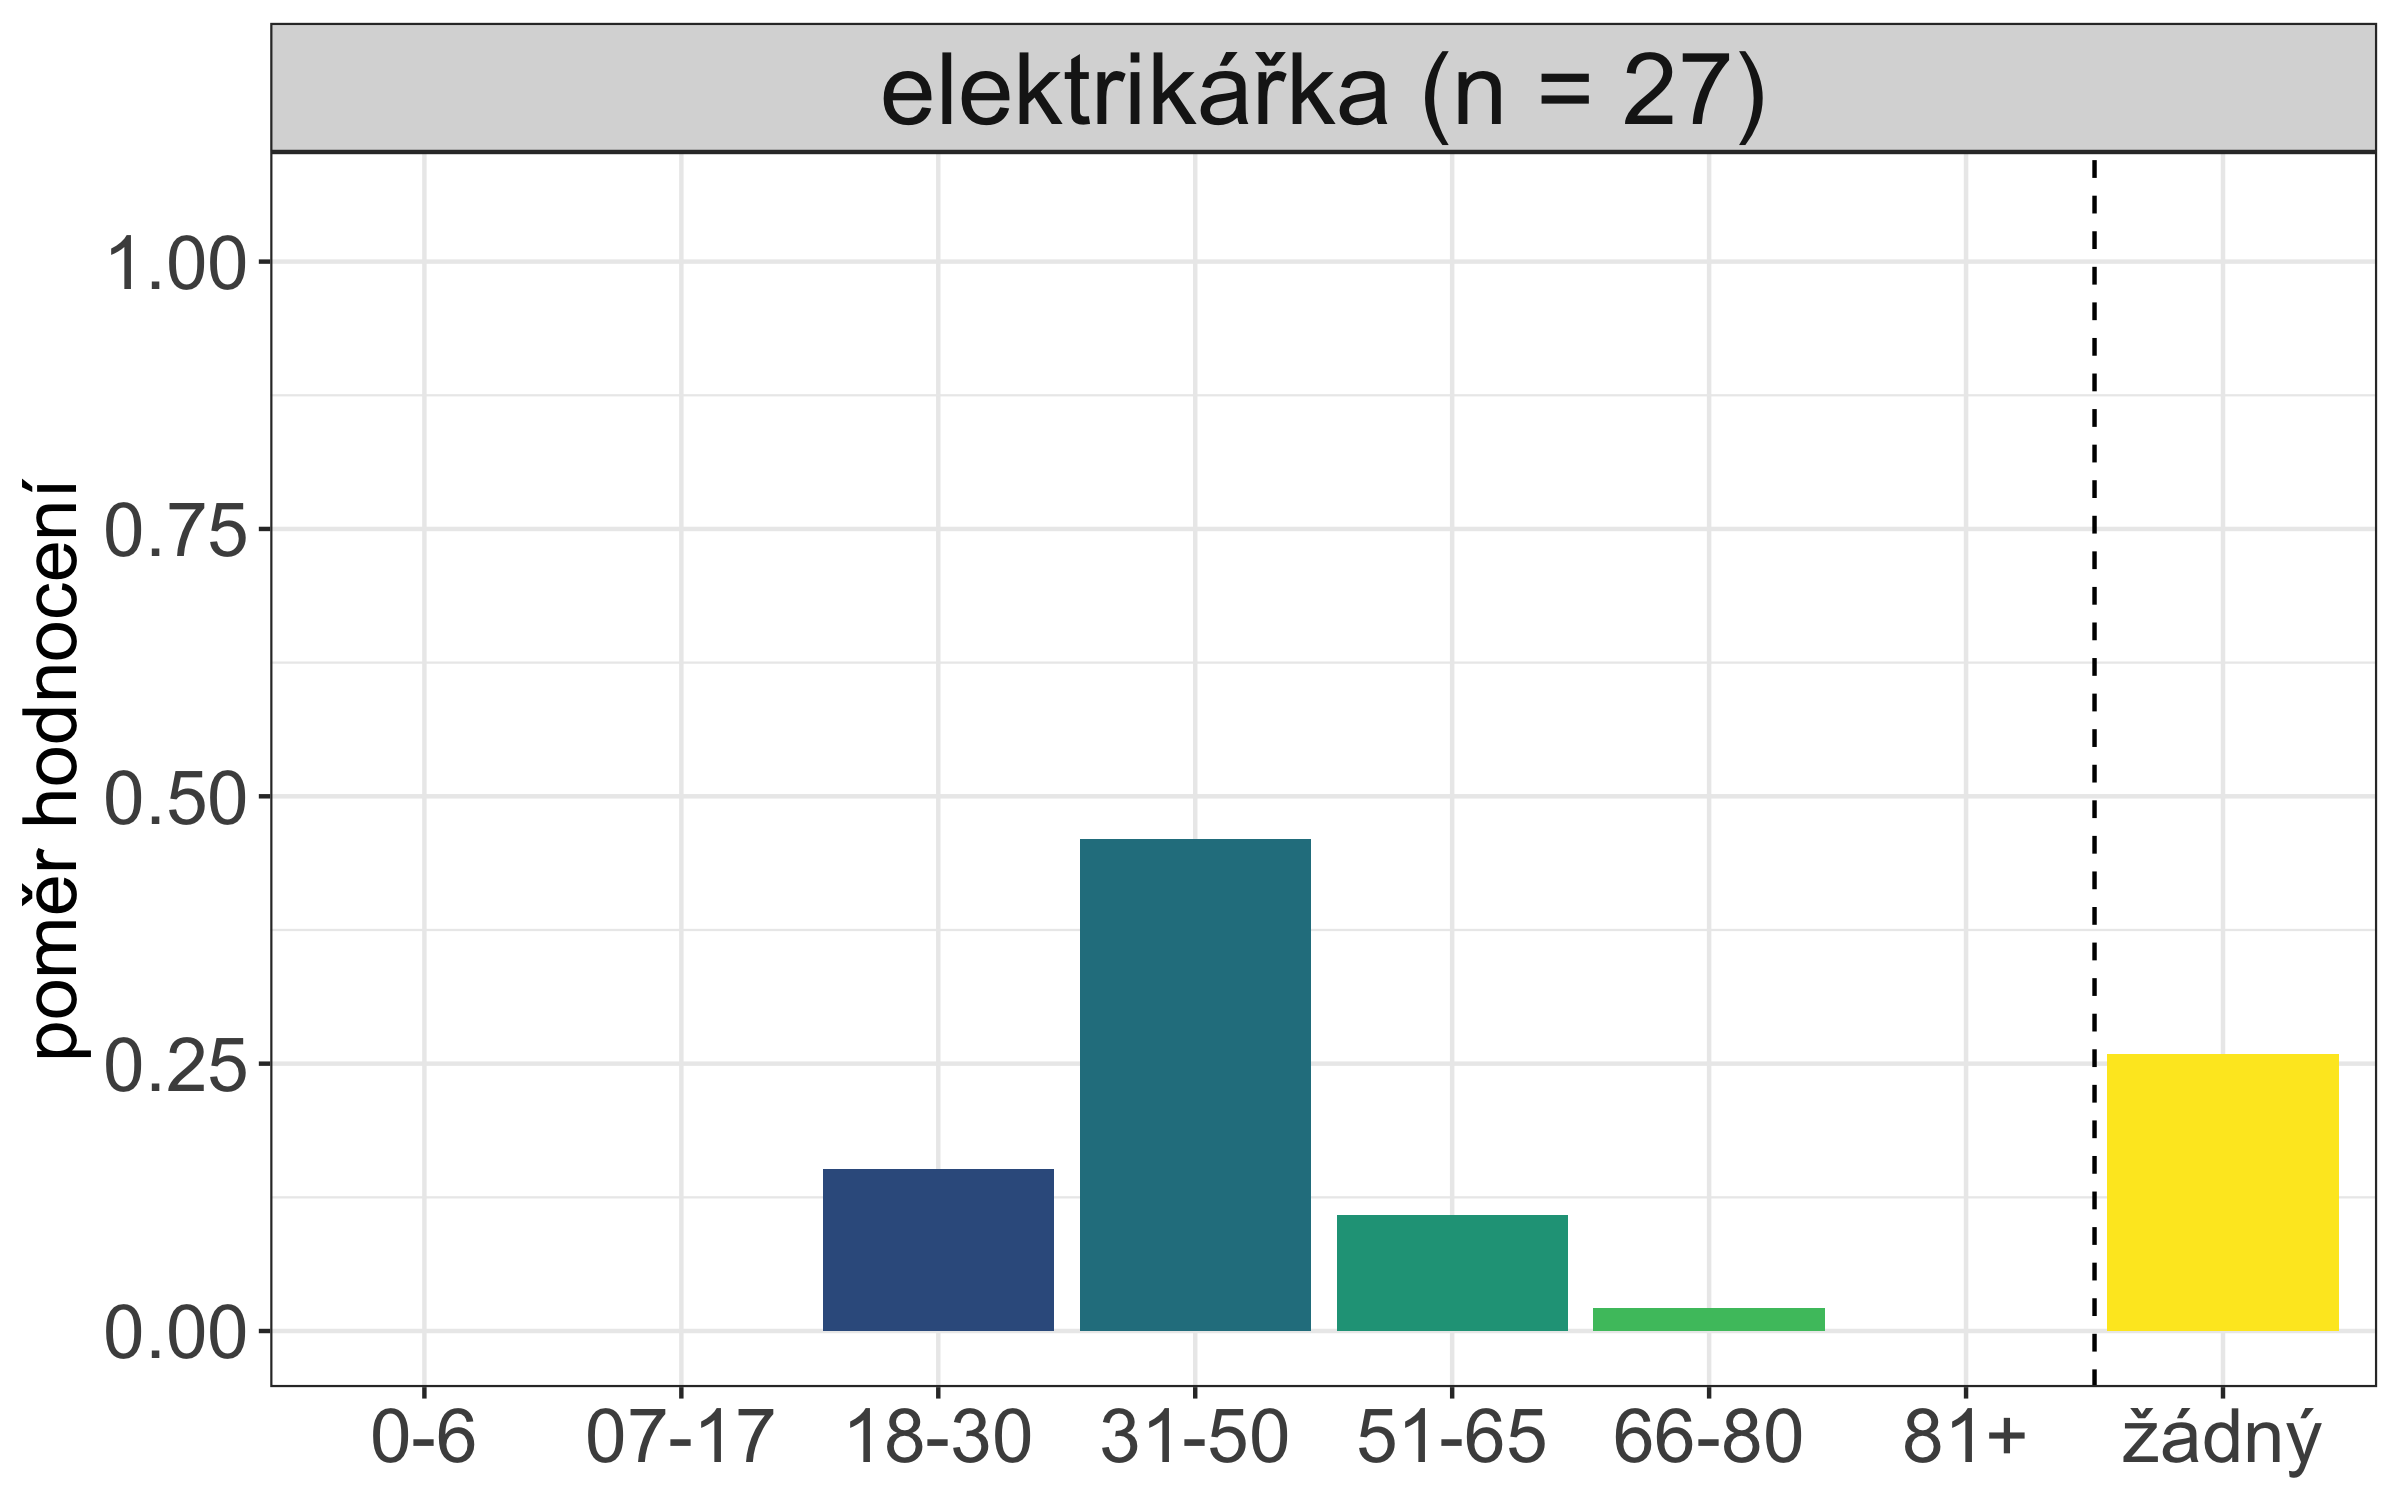 elektrikářka (n = 27)
poměr hodnocení
1.00
0.75
0.50
0.25
0.00
0-6 07-17 18-30 31-50 51-65 66-80 81+ žádný